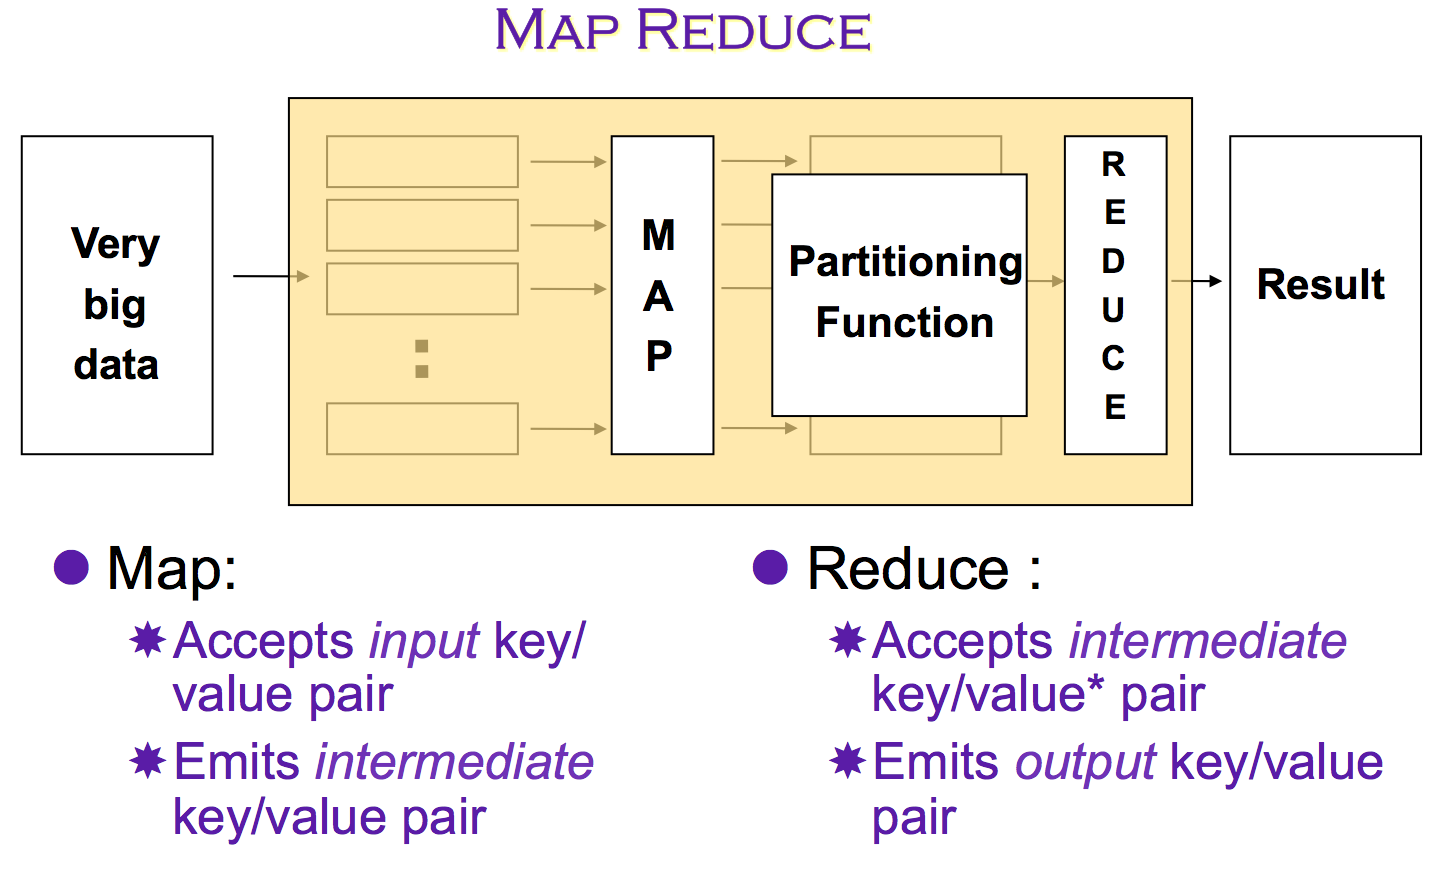 MAP REDUCE
Very
big
data
M
A
P
Partitioning
Function
R
E
D
U
C
E
Result
Map:
Accepts input key/
value pair
Emits intermediate
key/value pair
Reduce :
Accepts intermediate
key/value* pair
Emits output key/value
pair